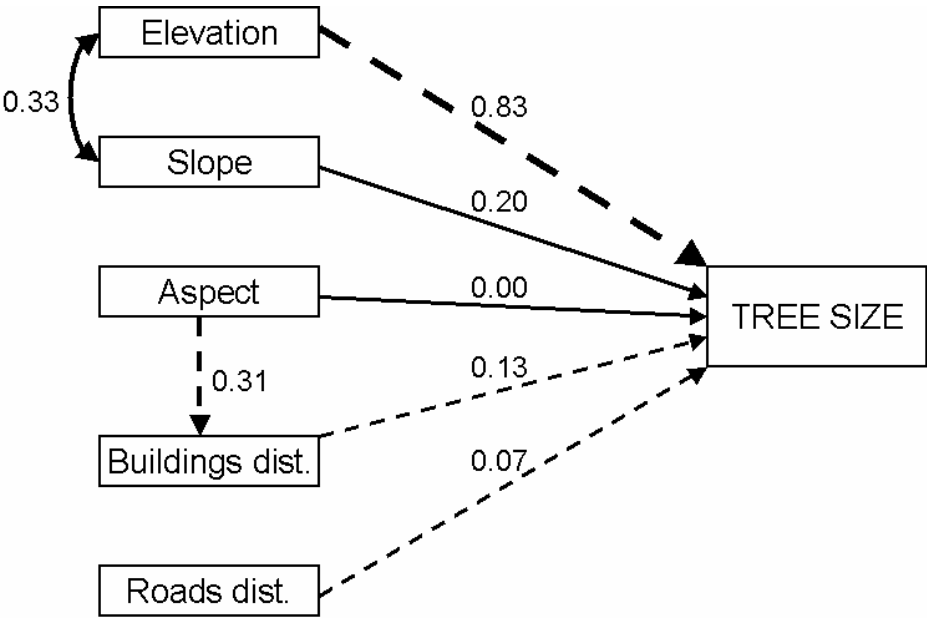 Elevation
0.33
0.83
Slope
0.20
Aspect
0.00
TREE SIZE
0.31
0.13
Buildings dist.
0.07
Roads dist.